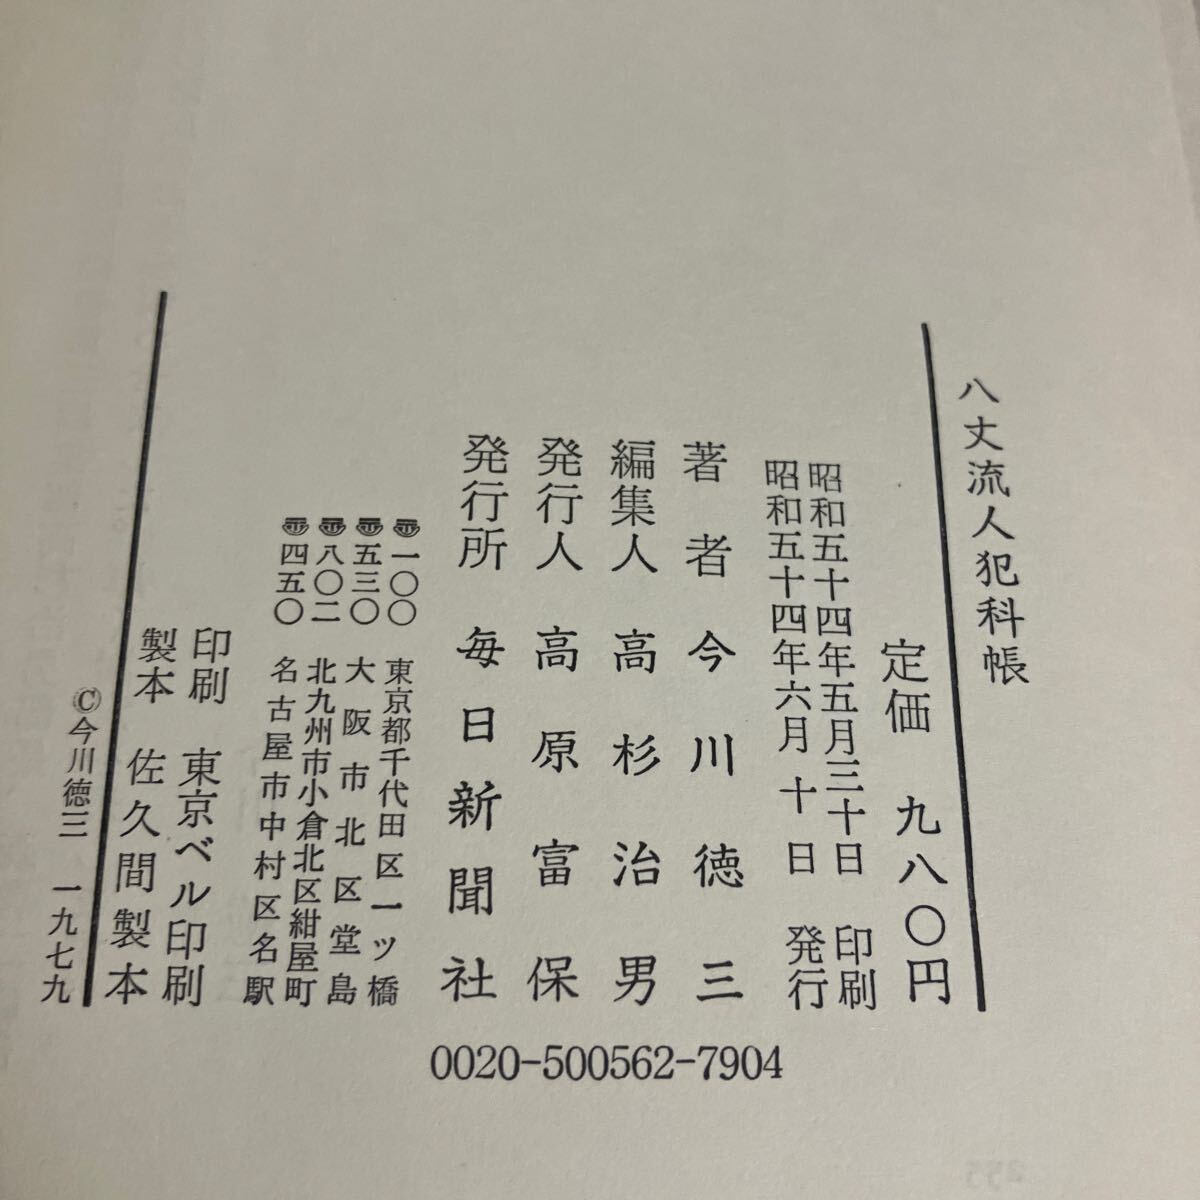 八丈流人犯科帳
定価 九八〇円
昭和五十四年五月三十日 印刷
昭和五十四年六月十日 発行
著者 今川徳三
編集人 高杉治男
発行人 高原富保
発行所 毎日新聞社
〠一〇〇 東京都千代田区一ツ橋
〠五三〇 大阪市北区堂島
〠八〇二 北九州市小倉北区紺屋町
〠四五〇 名古屋市中村区名駅
印刷 東京ベル印刷
製本 佐久間製本
©今川徳三 一九七九
0020-500562-7904